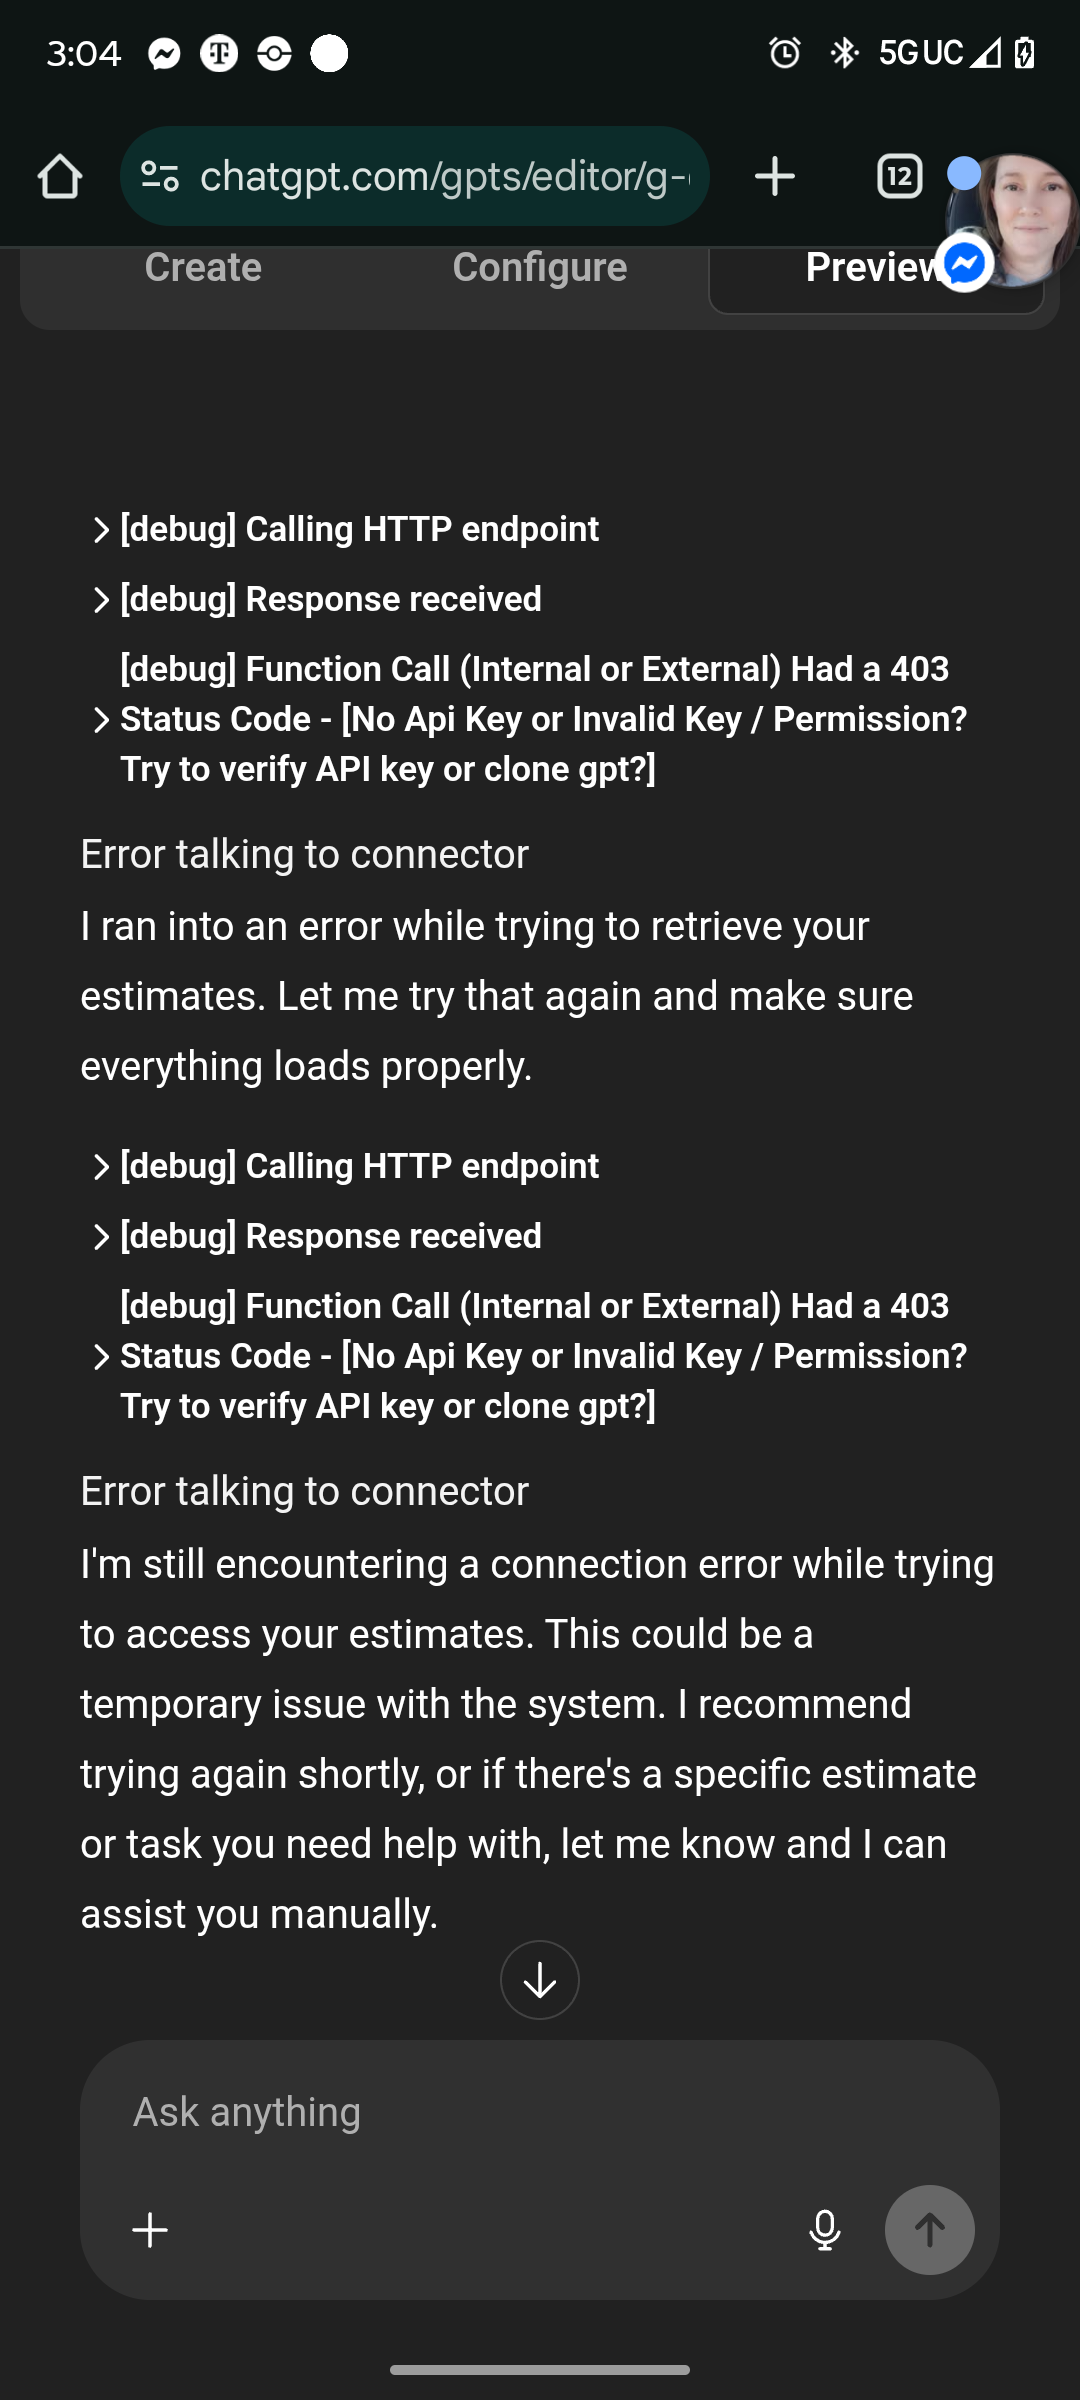 3:04
5G UC
chatgpt.com/gpts/editor/g-
12
Create
Configure
Preview
[debug] Calling HTTP endpoint
[debug] Response received
[debug] Function Call (Internal or External) Had a 403
Status Code - [No Api Key or Invalid Key / Permission?
Try to verify API key or clone gpt?]
Error talking to connector
I ran into an error while trying to retrieve your
estimates. Let me try that again and make sure
everything loads properly.
[debug] Calling HTTP endpoint
[debug] Response received
[debug] Function Call (Internal or External) Had a 403
Status Code - [No Api Key or Invalid Key / Permission?
Try to verify API key or clone gpt?]
Error talking to connector
I'm still encountering a connection error while trying
to access your estimates. This could be a
temporary issue with the system. I recommend
trying again shortly, or if there's a specific estimate
or task you need help with, let me know and I can
assist you manually.
Ask anything